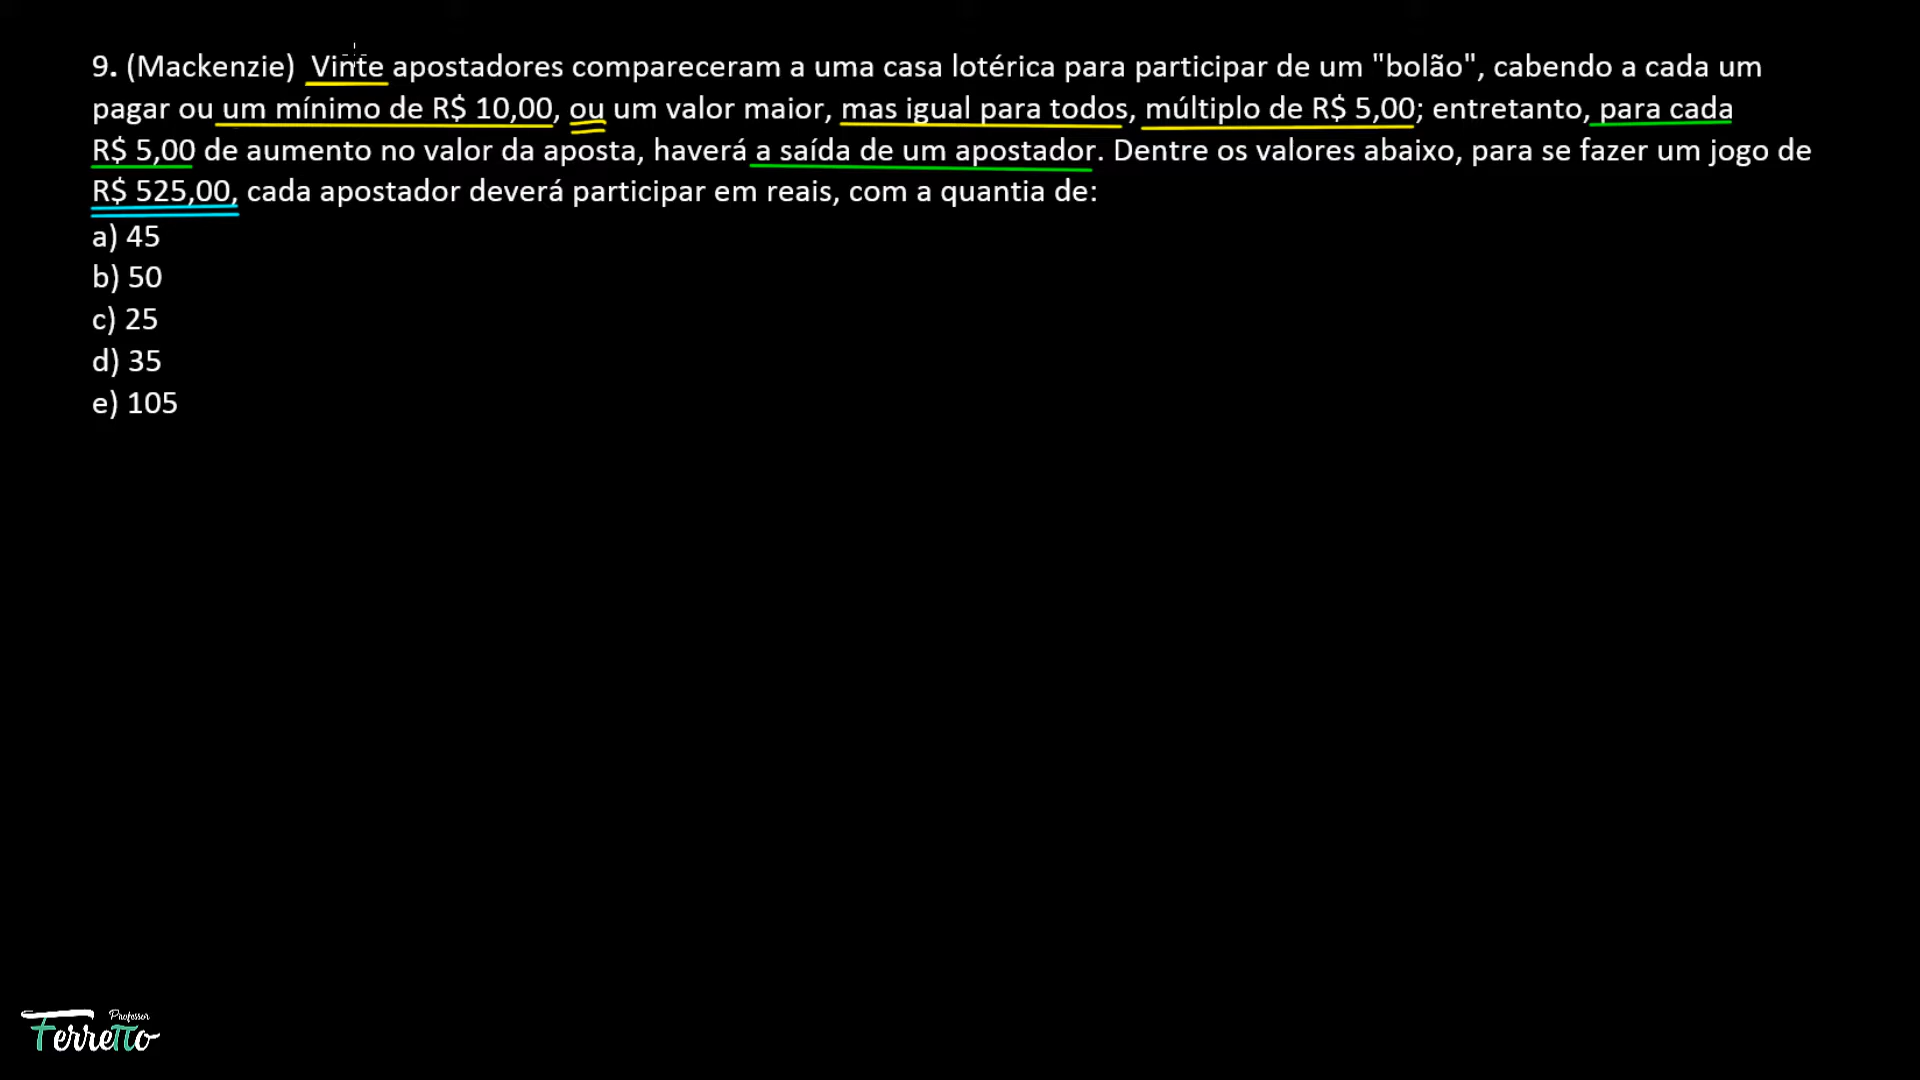 9. (Mackenzie) Vinte apostadores compareceram a uma casa lotérica para participar de um "bolão", cabendo a cada um
pagar ou um mínimo de R$ 10,00, ou um valor maior, mas igual para todos, múltiplo de R$ 5,00; entretanto, para cada
R$ 5,00 de aumento no valor da aposta, haverá a saída de um apostador. Dentre os valores abaixo, para se fazer um jogo de
R$ 525,00, cada apostador deverá participar em reais, com a quantia de:
a) 45
b) 50
c) 25
d) 35
e) 105
Professor
Ferretto